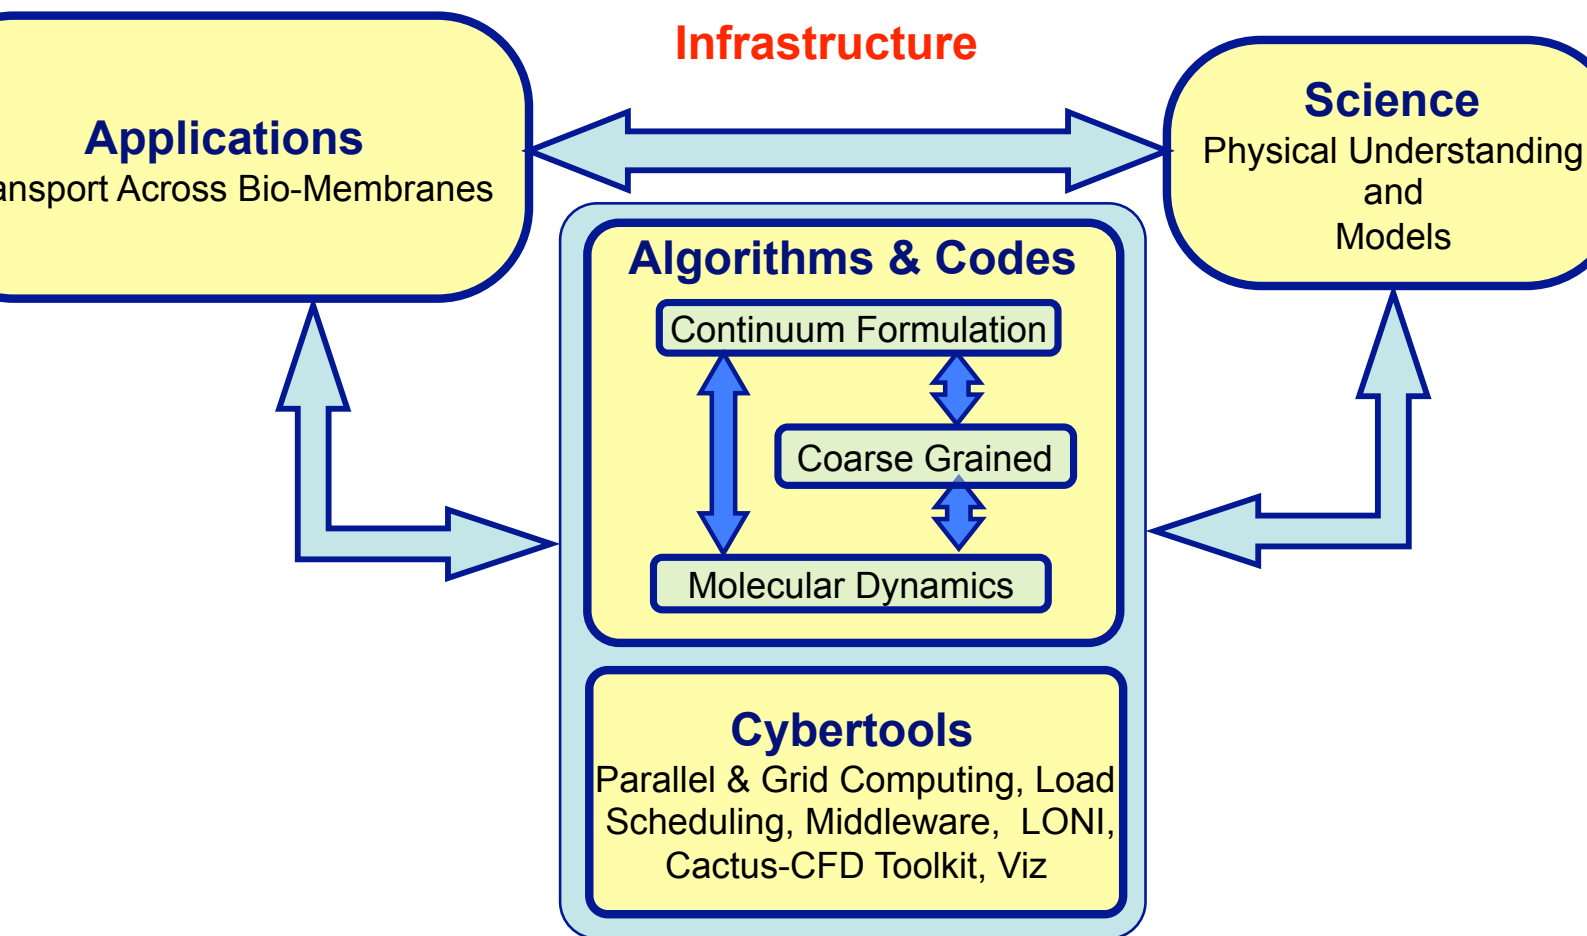 Infrastructure
Applications
ansport Across Bio-Membranes
Science
Physical Understanding
and
Models
Algorithms & Codes
Continuum Formulation
Coarse Grained
Molecular Dynamics
Cybertools
Parallel & Grid Computing, Load
Scheduling, Middleware, LONI,
Cactus-CFD Toolkit, Viz